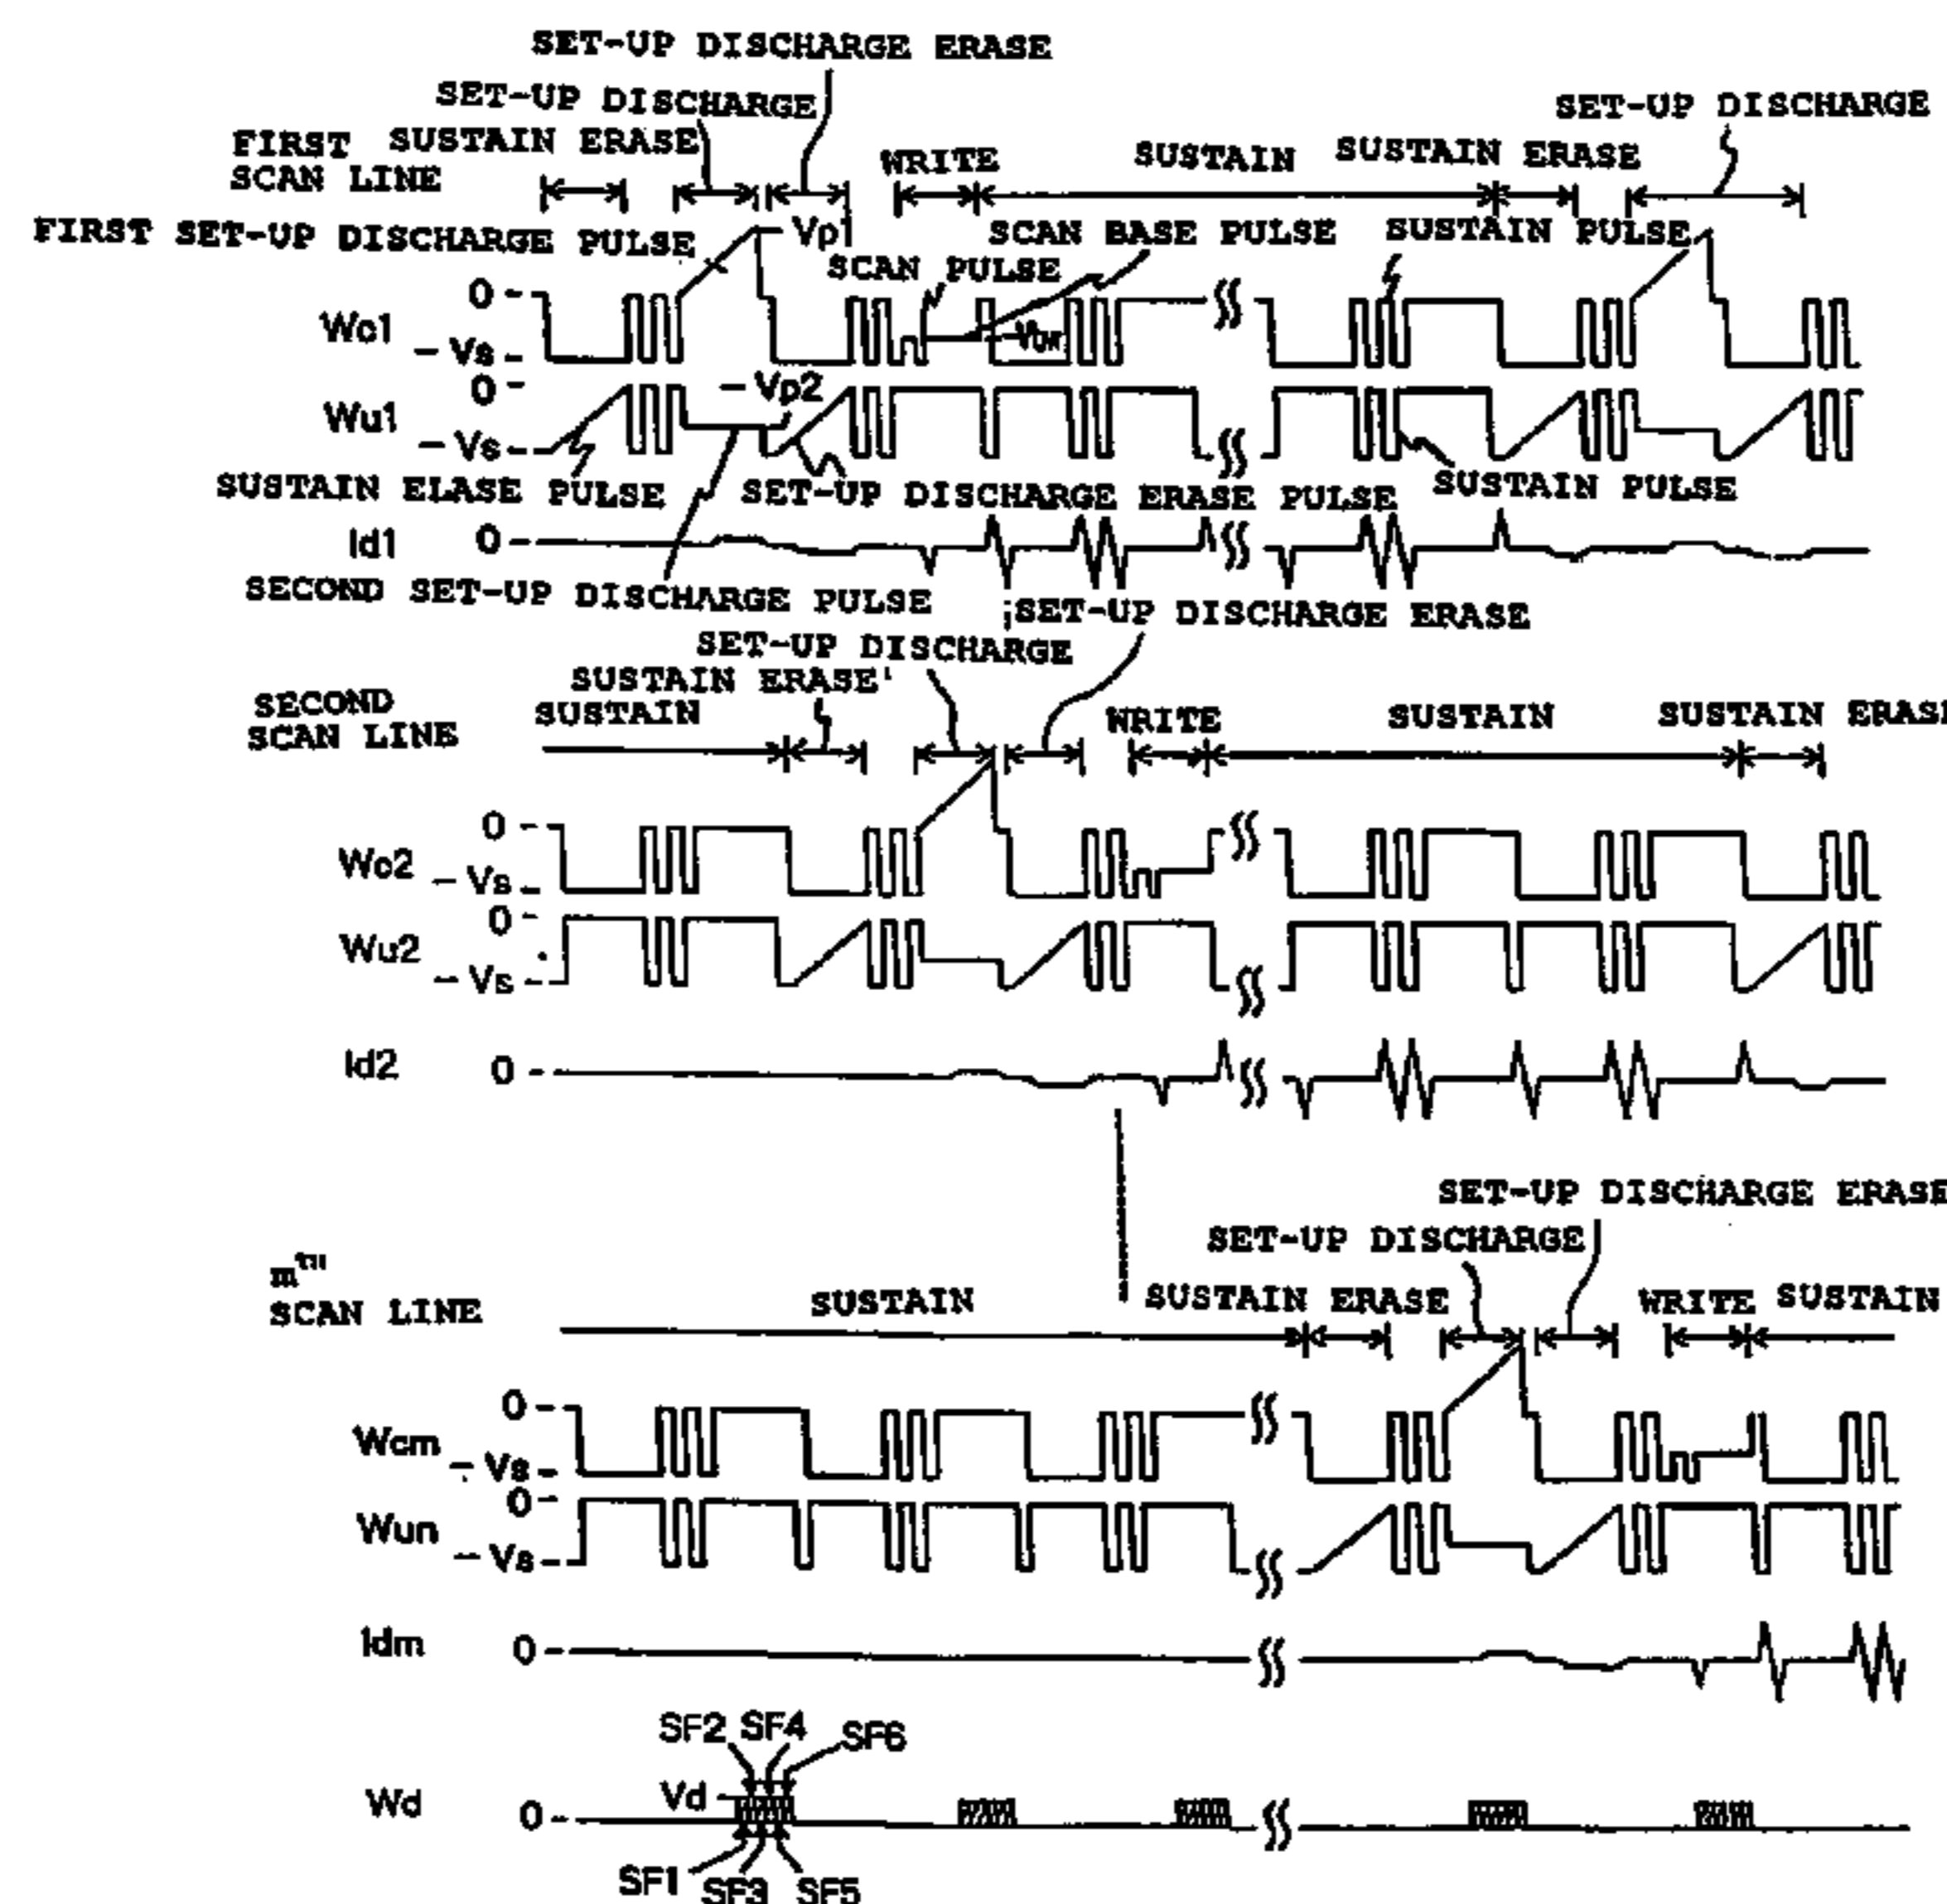 SET-UP DISCHARGE ERASE
SET-UP DISCHARGE
SET-UP DISCHARGE
FIRST SUSTAIN ERASE
SCAN LINE
WRITE
SUSTAIN
SUSTAIN ERASE
FIRST SET-UP DISCHARGE PULSE
Vp1
SCAN BASE PULSE
SUSTAIN PULSE
SCAN PULSE
0
Wc1
- Vs
0
- Vp2
Wu1
- Vs
SUSTAIN ELASE PULSE
SET-UP DISCHARGE ERASE PULSE
SUSTAIN PULSE
Id1
0
SECOND SET-UP DISCHARGE PULSE
SET-UP DISCHARGE ERASE
SET-UP DISCHARGE
SUSTAIN ERASE
SECOND
SCAN LINE
SUSTAIN
WRITE
SUSTAIN
SUSTAIN ERASE
0
Wc2
- Vs
0
Wu2
- Vs
Id2
0
SET-UP DISCHARGE ERASE
SET-UP DISCHARGE
mTH
SCAN LINE
SUSTAIN
SUSTAIN ERASE
WRITE
SUSTAIN
0
Wcm
- Vs
0
Wun
- Vs
Idm
0
SF2 SF4 SF6
Vd
Wd
0
SF1 SF3 SF5